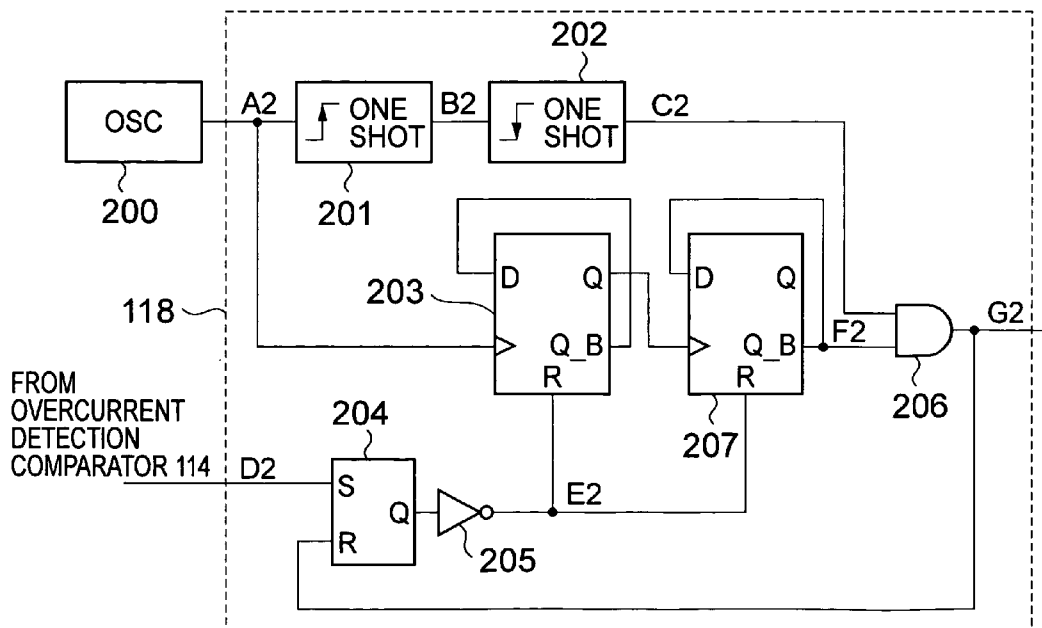 202
OSC
A2
ONE
SHOT
B2
ONE
SHOT
C2
200
201
D
Q
D
Q
203
118
Q_B
Q_B
F2
G2
R
R
206
FROM
OVERCURRENT
DETECTION
COMPARATOR 114
204
207
D2
S
Q
E2
R
205